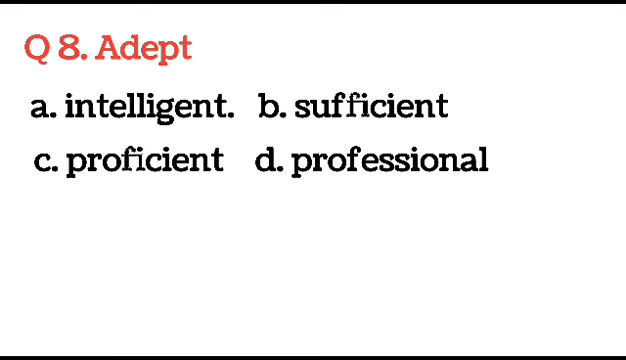 Q 8. Adept
a. intelligent. b. sufficient
c. proficient d. professional